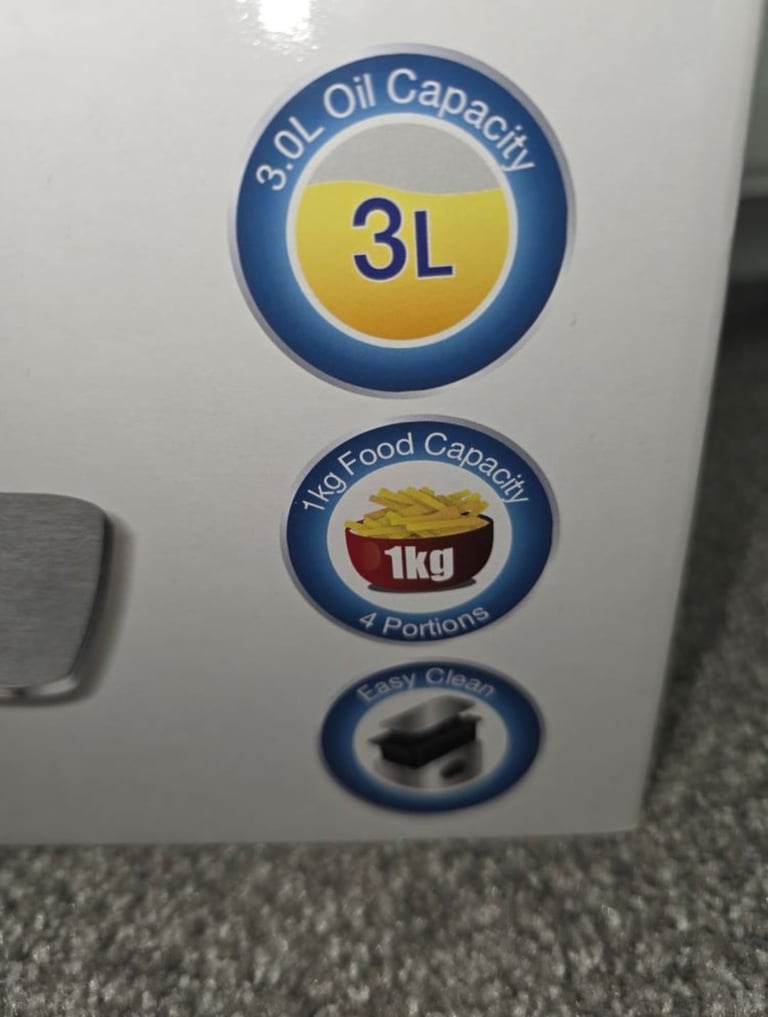 3.0L Oil Capacity
3L
1kg Food Capacity
1kg
4 Portions
Easy Clean